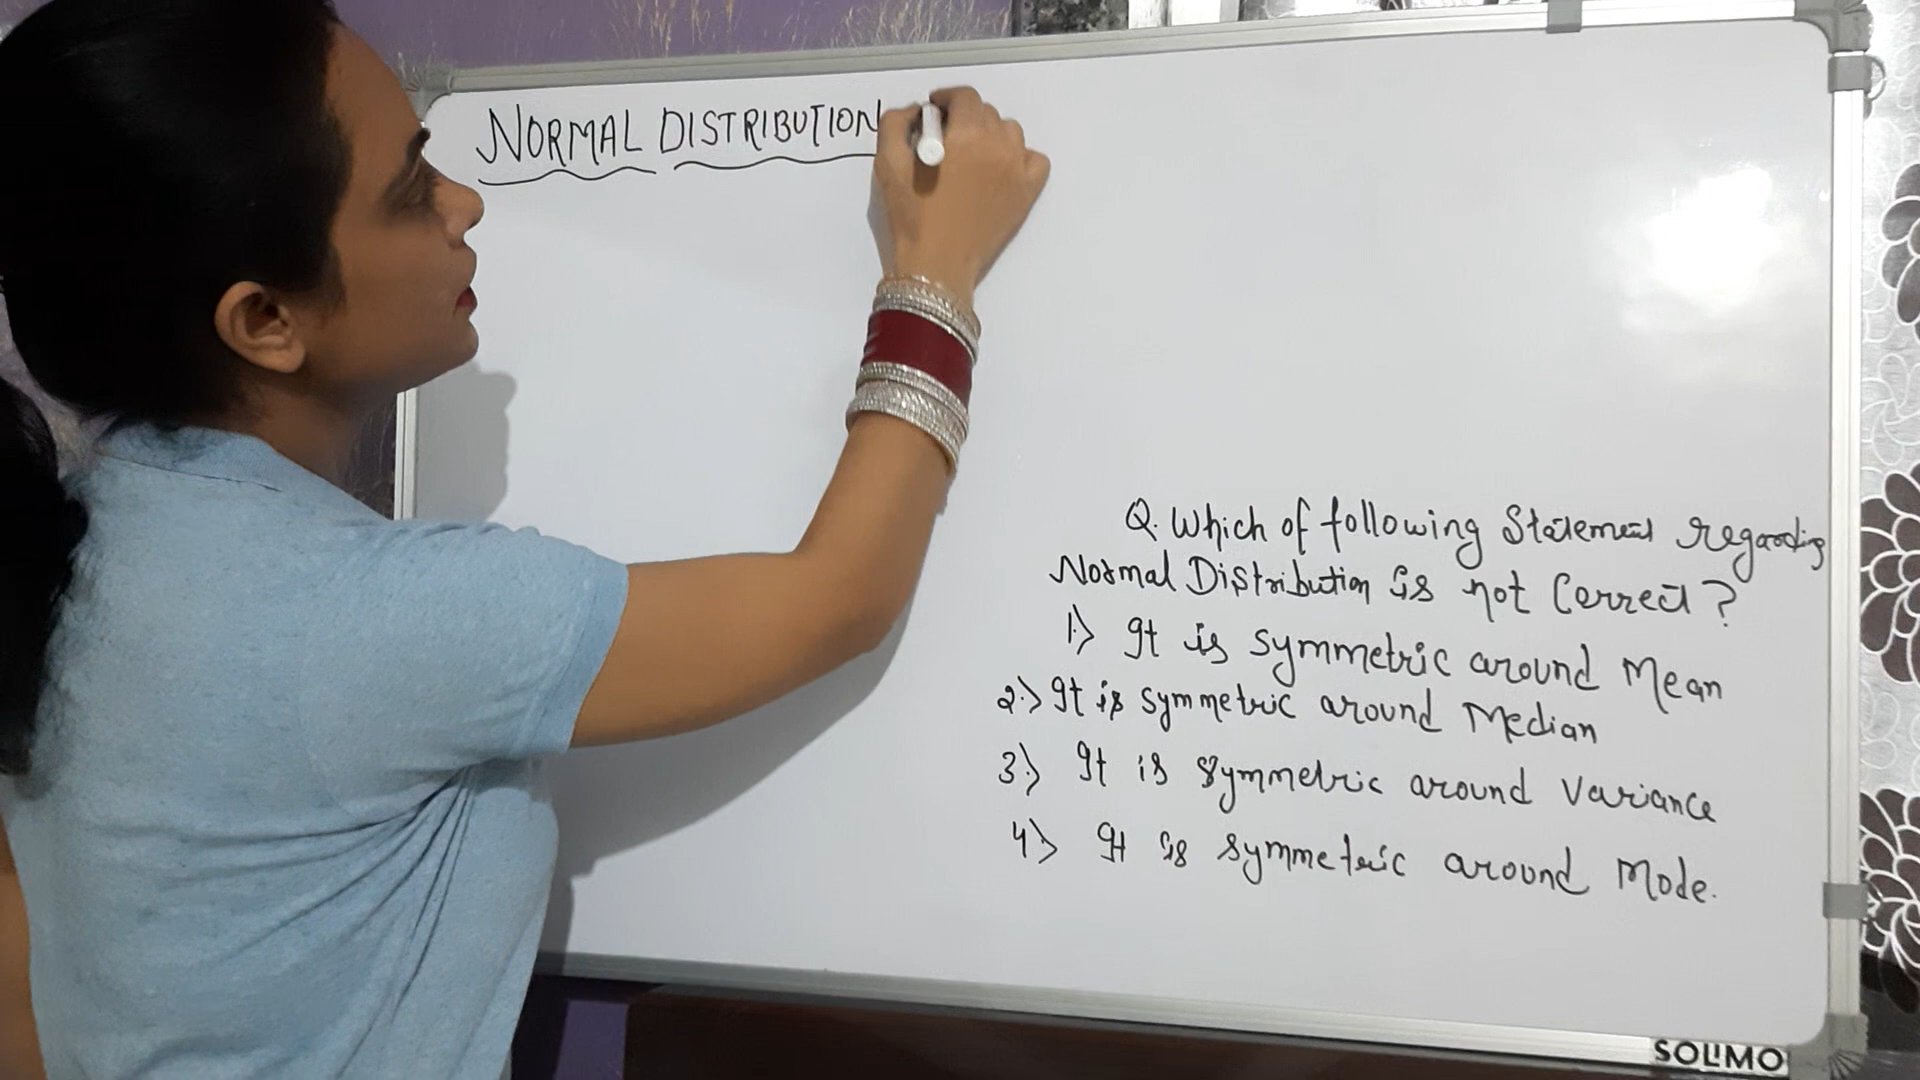 NORMAL DISTRIBUTION
Q. Which of following Statement regarding
Normal Distribution is not Correct?
1.) It is symmetric around Mean
2.) It is symmetric around Median
3.) It is symmetric around Variance
4.) It is symmetric around Mode.
SOLIMO